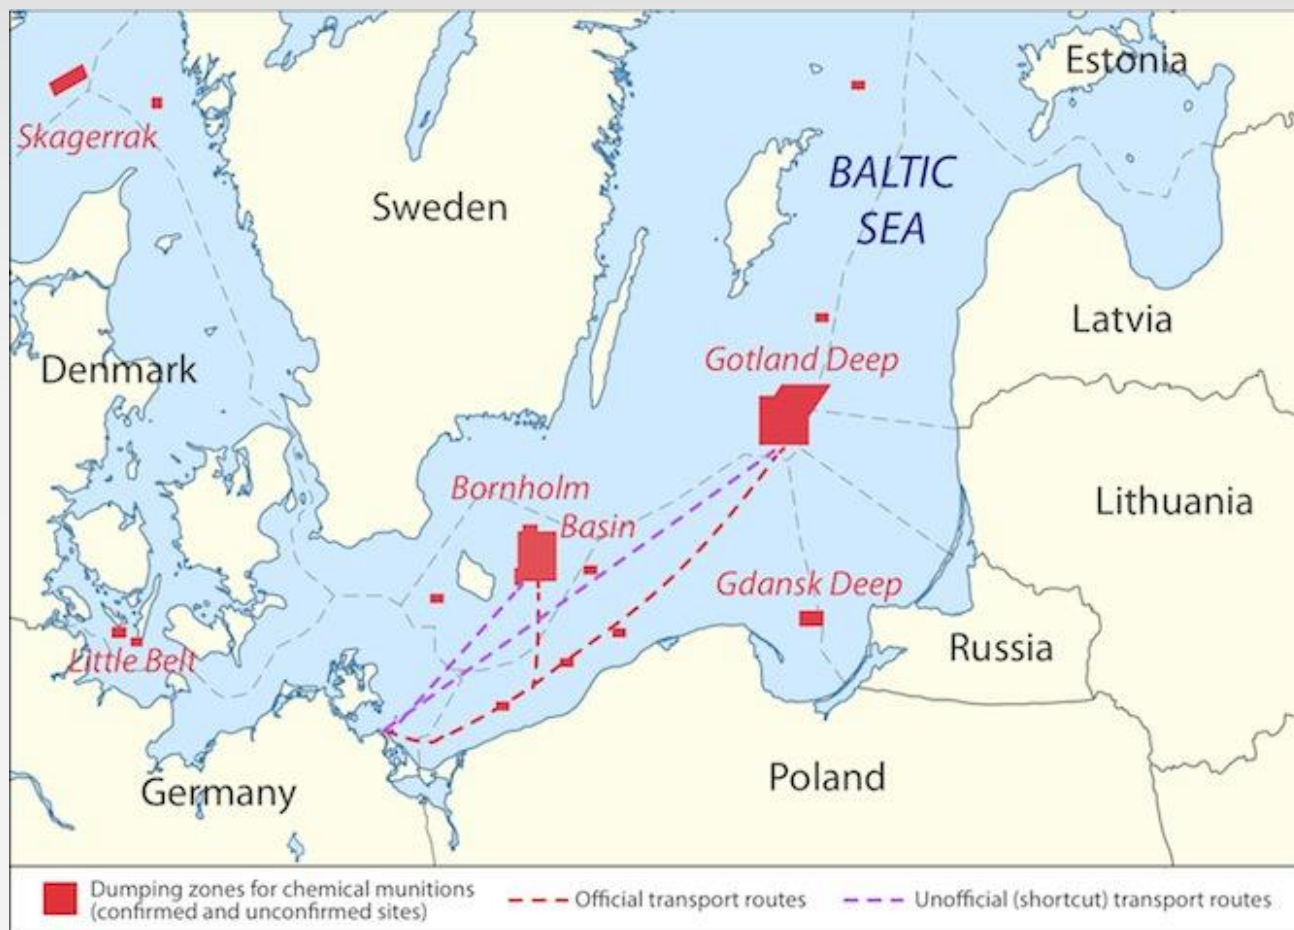 Estonia
Skagerrak
BALTIC
SEA
Sweden
Latvia
Gotland Deep
Denmark
Bornholm
Basin
Lithuania
Gdansk Deep
Little Belt
Russia
Germany
Poland
Dumping zones for chemical munitions
(confirmed and unconfirmed sites)
Official transport routes
Unofficial (shortcut) transport routes